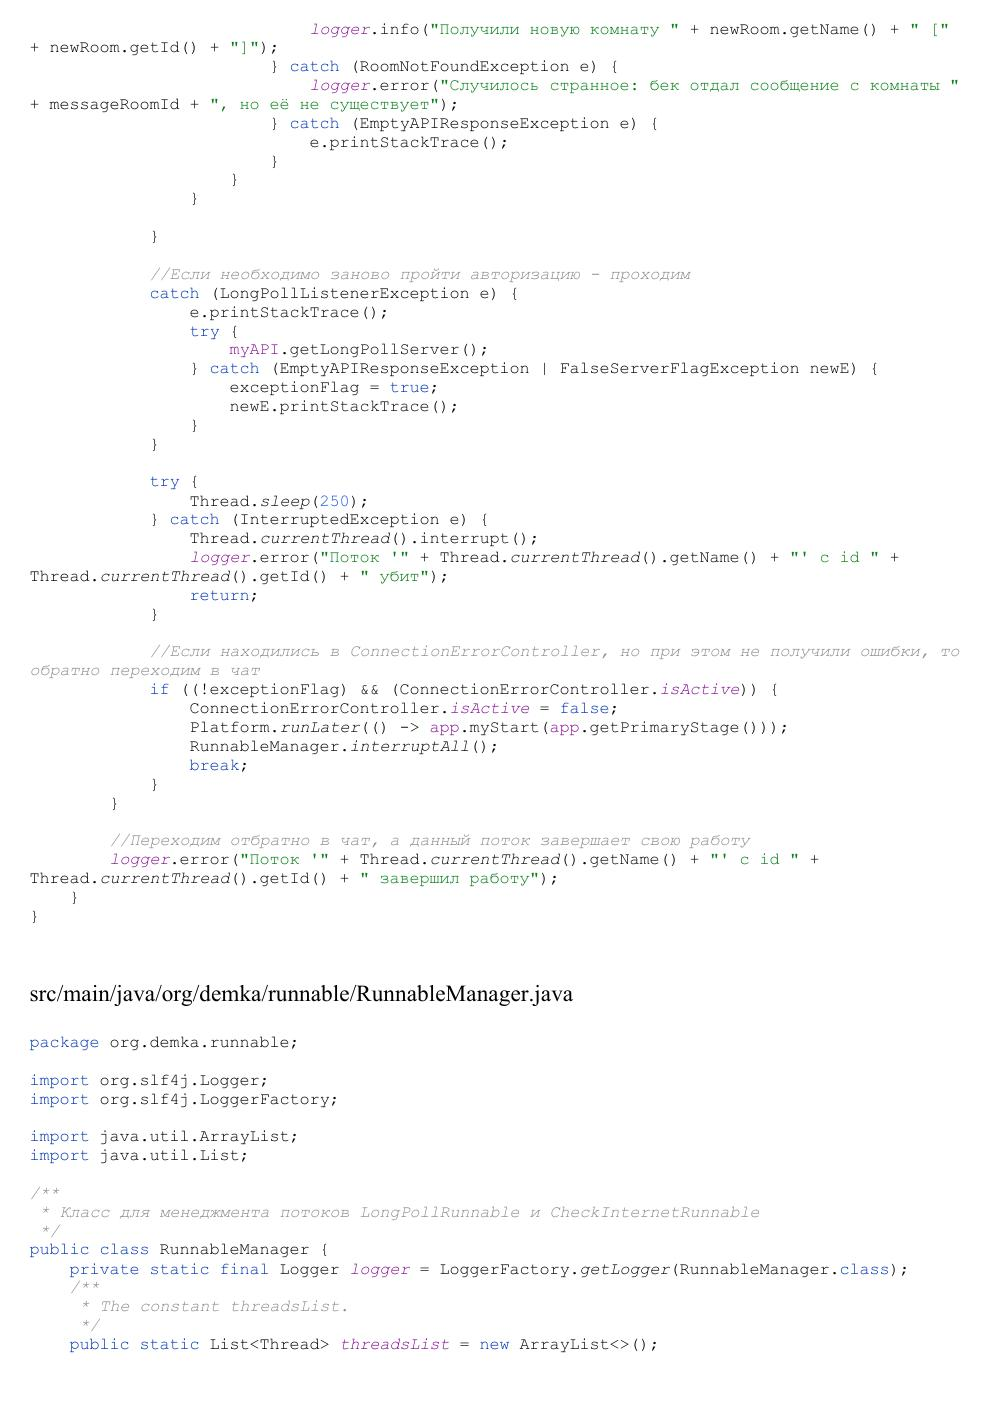 logger.info("Получили новую комнату " + newRoom.getName() + " ["
+ newRoom.getId() + "]");
} catch (RoomNotFoundException e) {
logger.error("Случилось странное: бек отдал сообщение с комнаты "
+ messageRoomId + ", но её не существует");
} catch (EmptyAPIResponseException e) {
e.printStackTrace();
}
}
}
}
//Если необходимо заново пройти авторизацию - проходим
catch (LongPollListenerException e) {
e.printStackTrace();
try {
myAPI.getLongPollServer();
} catch (EmptyAPIResponseException | FalseServerFlagException newE) {
exceptionFlag = true;
newE.printStackTrace();
}
}
try {
Thread.sleep(250);
} catch (InterruptedException e) {
Thread.currentThread().interrupt();
logger.error("Поток '" + Thread.currentThread().getName() + "' с id " +
Thread.currentThread().getId() + " убит");
return;
}
//Если находились в ConnectionErrorController, но при этом не получили ошибки, то
обратно переходим в чат
if ((!exceptionFlag) && (ConnectionErrorController.isActive)) {
ConnectionErrorController.isActive = false;
Platform.runLater(() -> app.myStart(app.getPrimaryStage()));
RunnableManager.interruptAll();
break;
}
}
//Переходим отбратно в чат, а данный поток завершает свою работу
logger.error("Поток '" + Thread.currentThread().getName() + "' с id " +
Thread.currentThread().getId() + " завершил работу");
}
}
src/main/java/org/demka/runnable/RunnableManager.java
package org.demka.runnable;
import org.slf4j.Logger;
import org.slf4j.LoggerFactory;
import java.util.ArrayList;
import java.util.List;
/**
* Класс для менеджмента потоков LongPollRunnable и CheckInternetRunnable
*/
public class RunnableManager {
private static final Logger logger = LoggerFactory.getLogger(RunnableManager.class);
/**
* The constant threadsList.
*/
public static List<Thread> threadsList = new ArrayList<>();